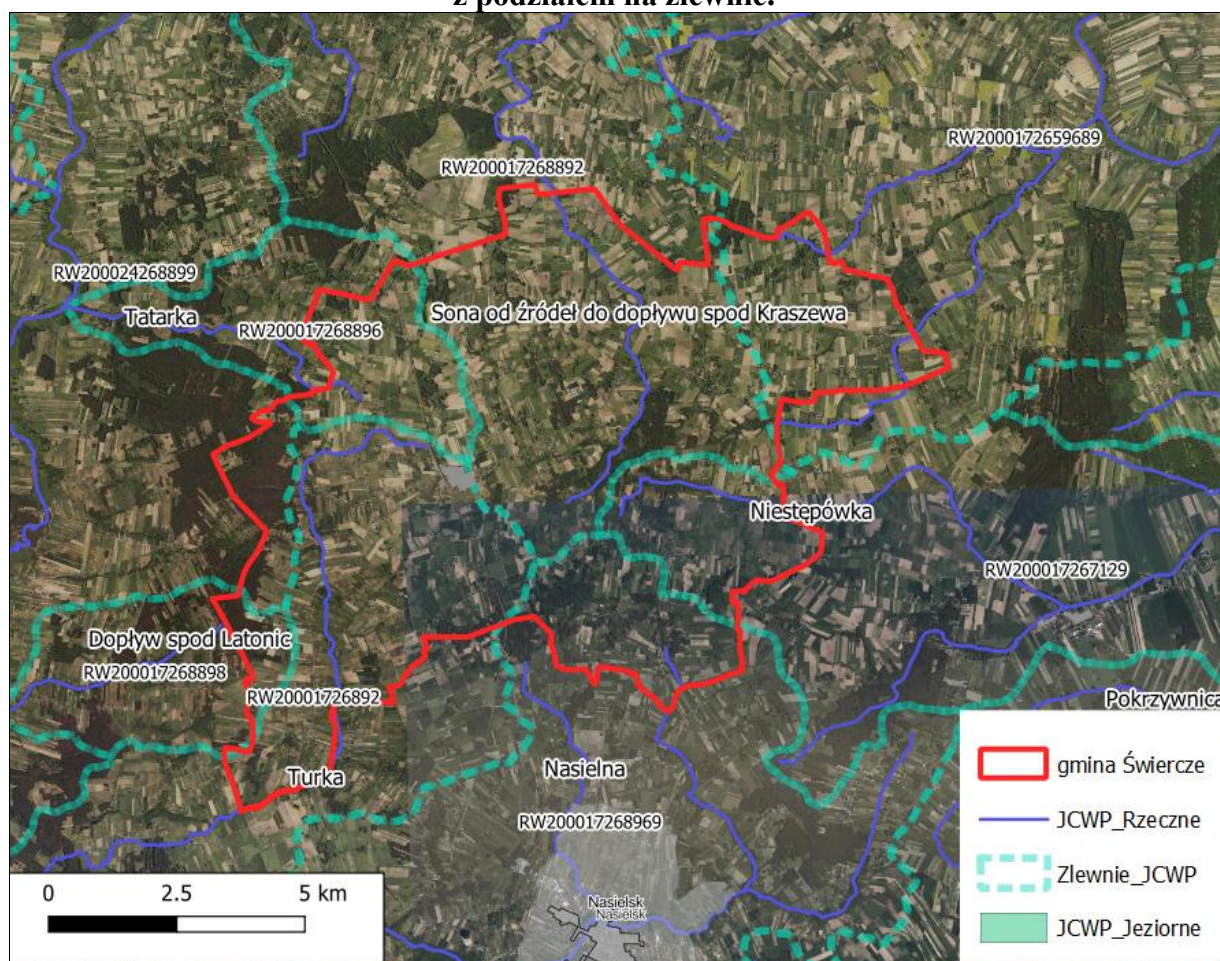 z podziałem na zlewnie.
RW2000172659689
RW200017268892
RW200024268899
Tatarka
Sona od źródeł do dopływu spod Kraszewa
RW200017268896
Niestępówka
RW200017267129
Dopływ spod Latonic
RW200017268898
RW20001726892
Pokrzywnica
Turka
Nasielna
RW200017268969
Nasielsk
Nasielsk
gmina Świercze
JCWP_Rzeczne
Zlewnie_JCWP
JCWP_Jeziorne
0 2.5 5 km